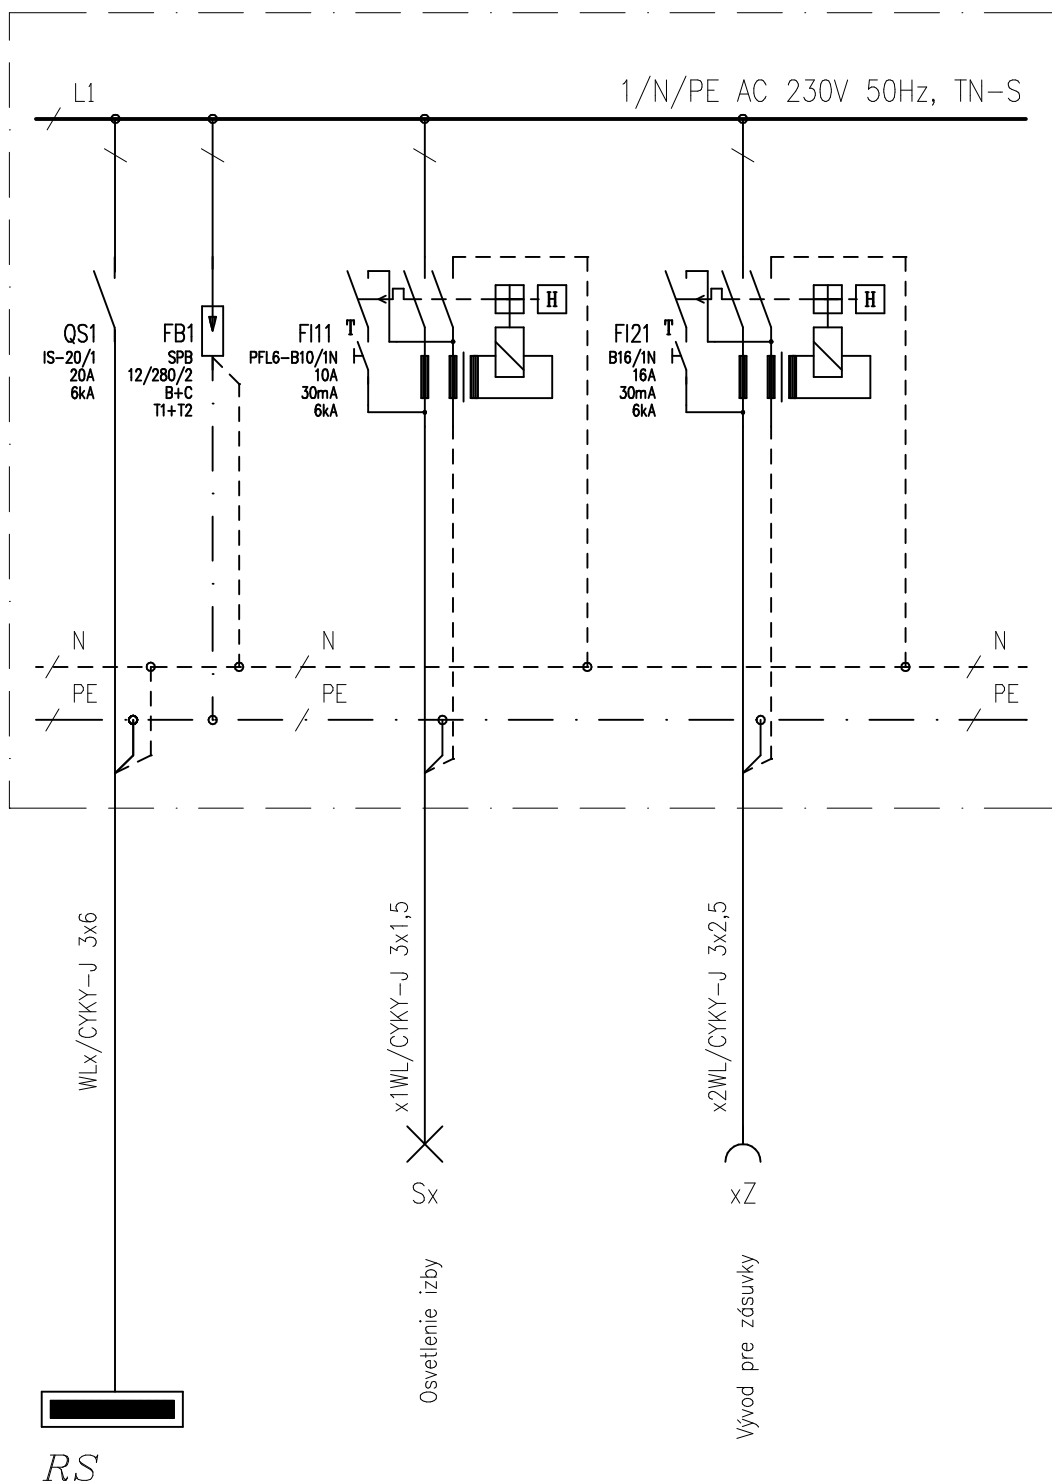 L1
1/N/PE AC 230V 50Hz, TN-S
QS1
IS-20/1
20A
6kA
FB1
SPB
12/280/2
B+C
T1+T2
FI11
PFL6-B10/1N
10A
30mA
6kA
T
H
FI21
B16/1N
16A
30mA
6kA
T
H
N
N
N
PE
PE
PE
WLx/CYKY-J 3x6
x1WL/CYKY-J 3x1,5
x2WL/CYKY-J 3x2,5
Sx
xZ
Osvetlenie izby
Vývod pre zásuvky
RS